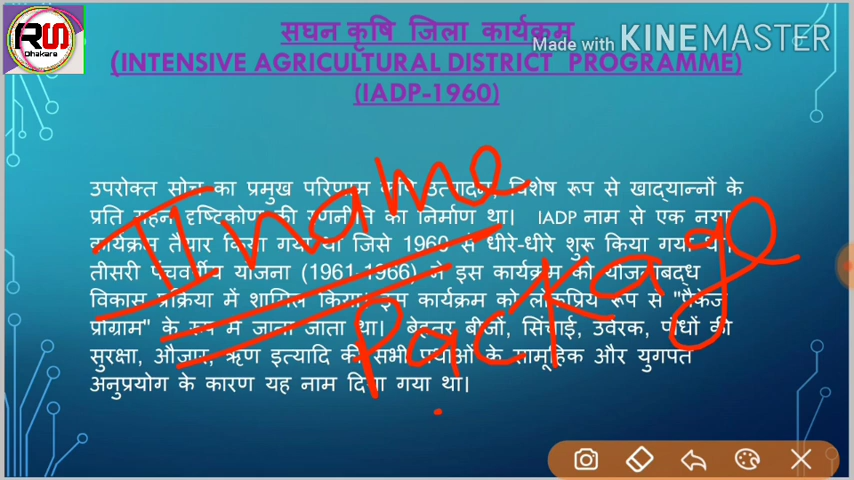 RS
Dhakare
Made with KINEMASTER
सघन कृषि जिला कार्यक्रम
(INTENSIVE AGRICULTURAL DISTRICT PROGRAMME)
(IADP-1960)
उपरोक्त सोच का प्रमुख परिणाम कृषि उत्पादन, विशेष रूप से खाद्यान्नों के
प्रति गहन दृष्टिकोण की रणनीति का निर्माण था। IADP नाम से एक नया
कार्यक्रम तैयार किया गया था जिसे 1960 से धीरे-धीरे शुरू किया गया था।
तीसरी पंचवर्षीय योजना (1961-1966) ने इस कार्यक्रम को योजनाबद्ध
विकास प्रक्रिया में शामिल किया। इस कार्यक्रम को लोकप्रिय रूप से "पैकेज
प्रोग्राम" के रूप में जाना जाता था। बेहतर बीजों, सिंचाई, उर्वरक, पौधों की
सुरक्षा, औजार, ऋण इत्यादि की सभी प्रथाओं के सामूहिक और युगपत
अनुप्रयोग के कारण यह नाम दिया गया था।
II name
Package